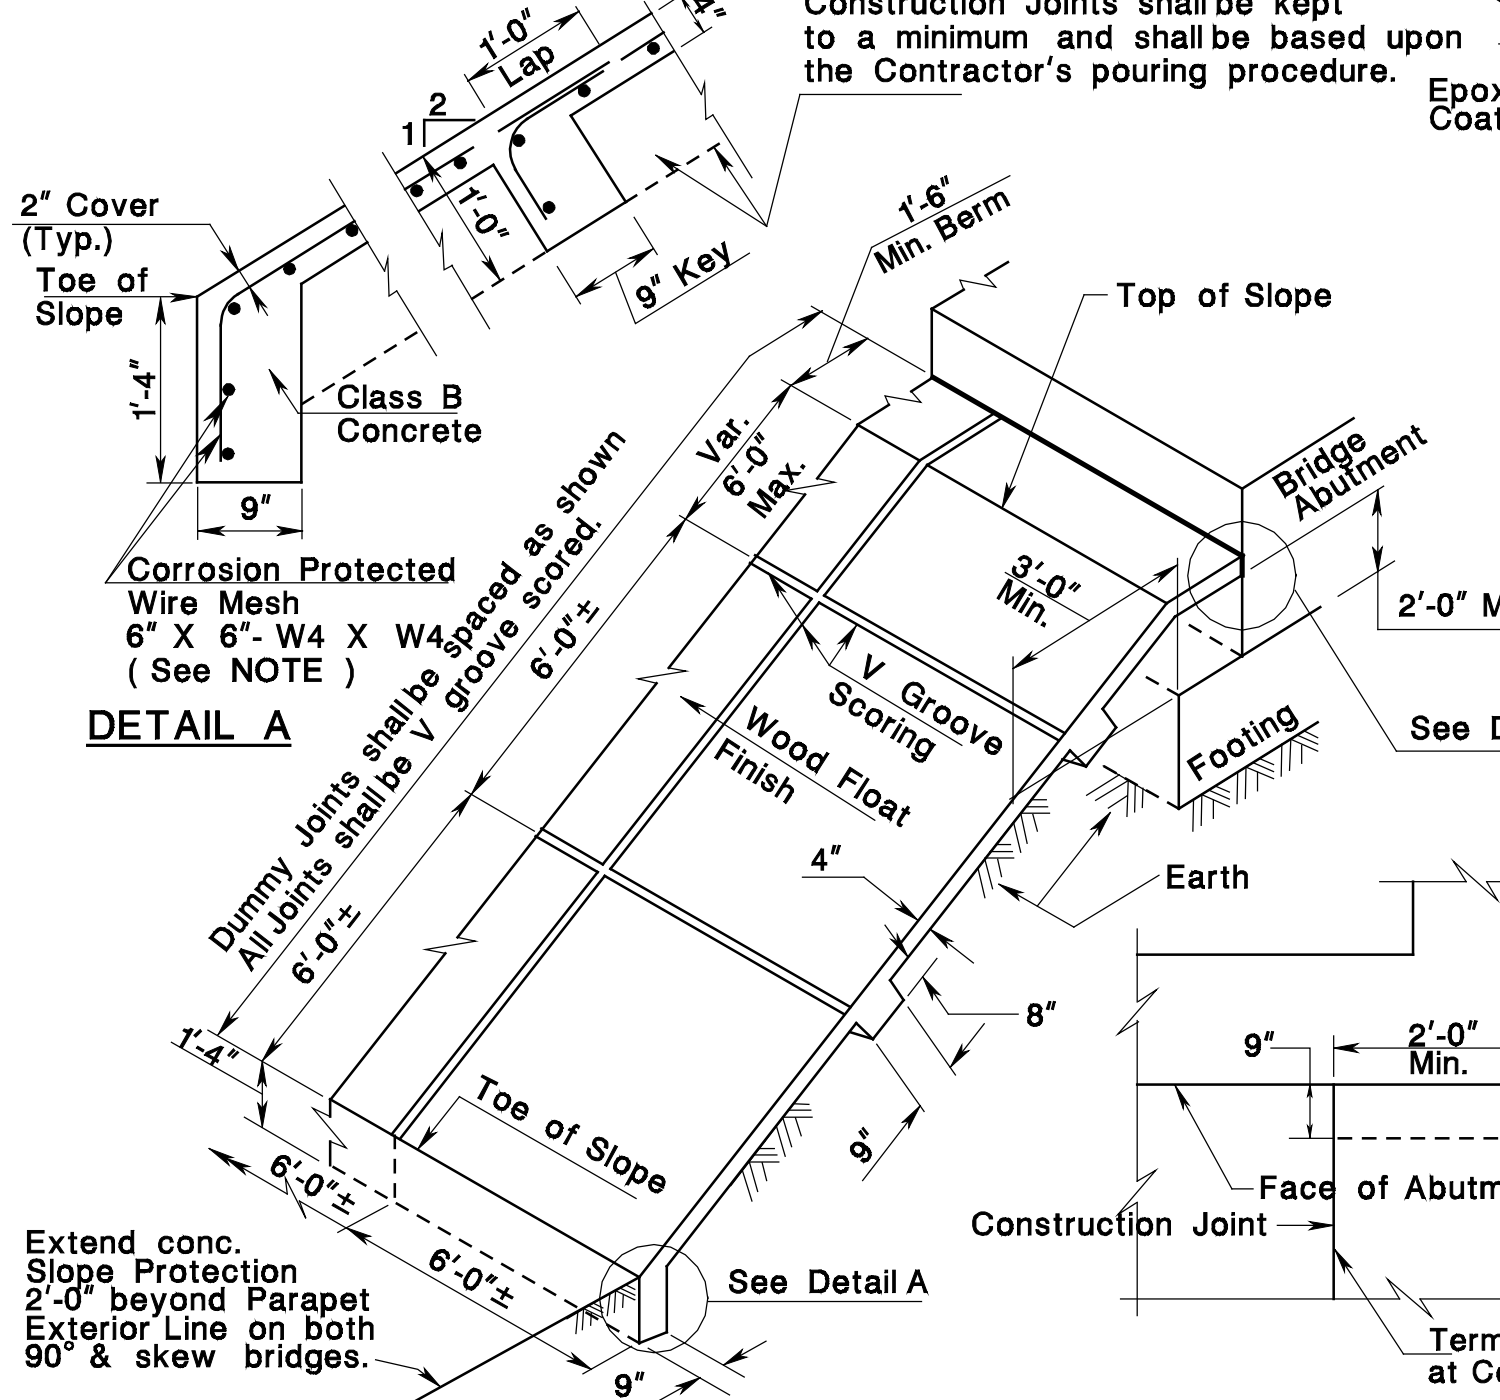 Construction Joints shall be kept
to a minimum and shall be based upon
the Contractor's pouring procedure.
1'-0"
Lap
4"
2
1
1'-0"
9" Key
2" Cover
(Typ.)
Toe of
Slope
1'-4"
9"
Class B
Concrete
Corrosion Protected
Wire Mesh
6" X 6"- W4 X W4
( See NOTE )
DETAIL A
1'-6"
Min. Berm
Top of Slope
Bridge
Abutment
Var.
6'-0"
Max.
3'-0"
Min.
2'-0"
Dummy Joints shall be spaced as shown
All Joints shall be V groove scored.
6'-0"±
6'-0"±
V Groove
Scoring
Wood Float
Finish
Footing
See
4"
Earth
8"
9"
1'-4"
Toe of Slope
6'-0"±
6'-0"±
See Detail A
9"
Extend conc.
Slope Protection
2'-0" beyond Parapet
Exterior Line on both
90° & skew bridges.
9"
2'-0"
Min.
Face of
Construction Joint
at